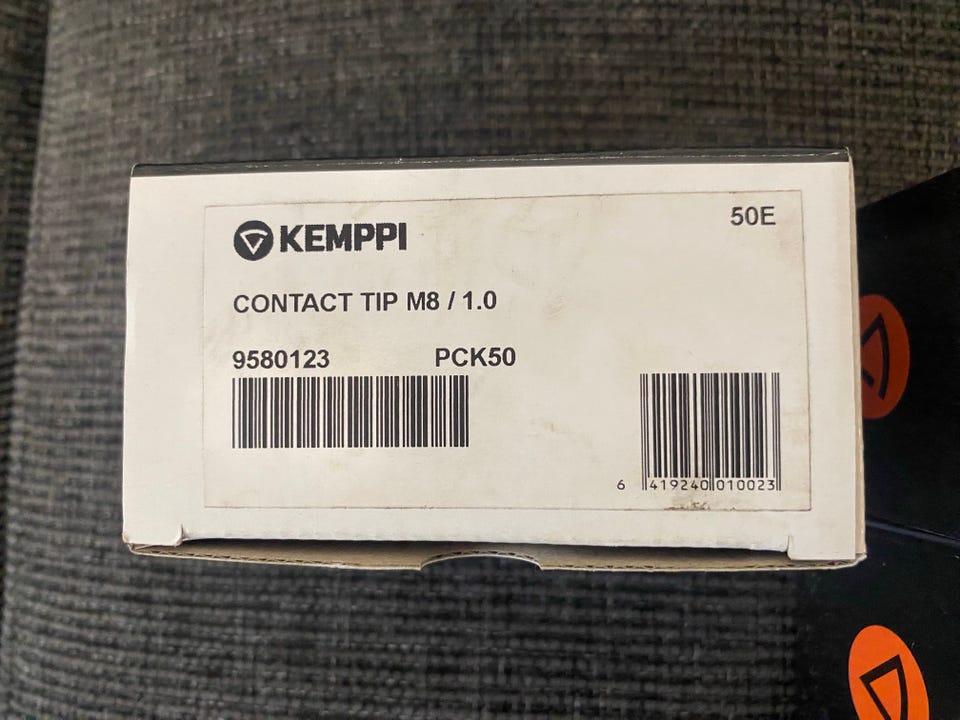 KEMPPI
50E
CONTACT TIP M8 / 1.0
9580123 PCK50
6 419240 010023